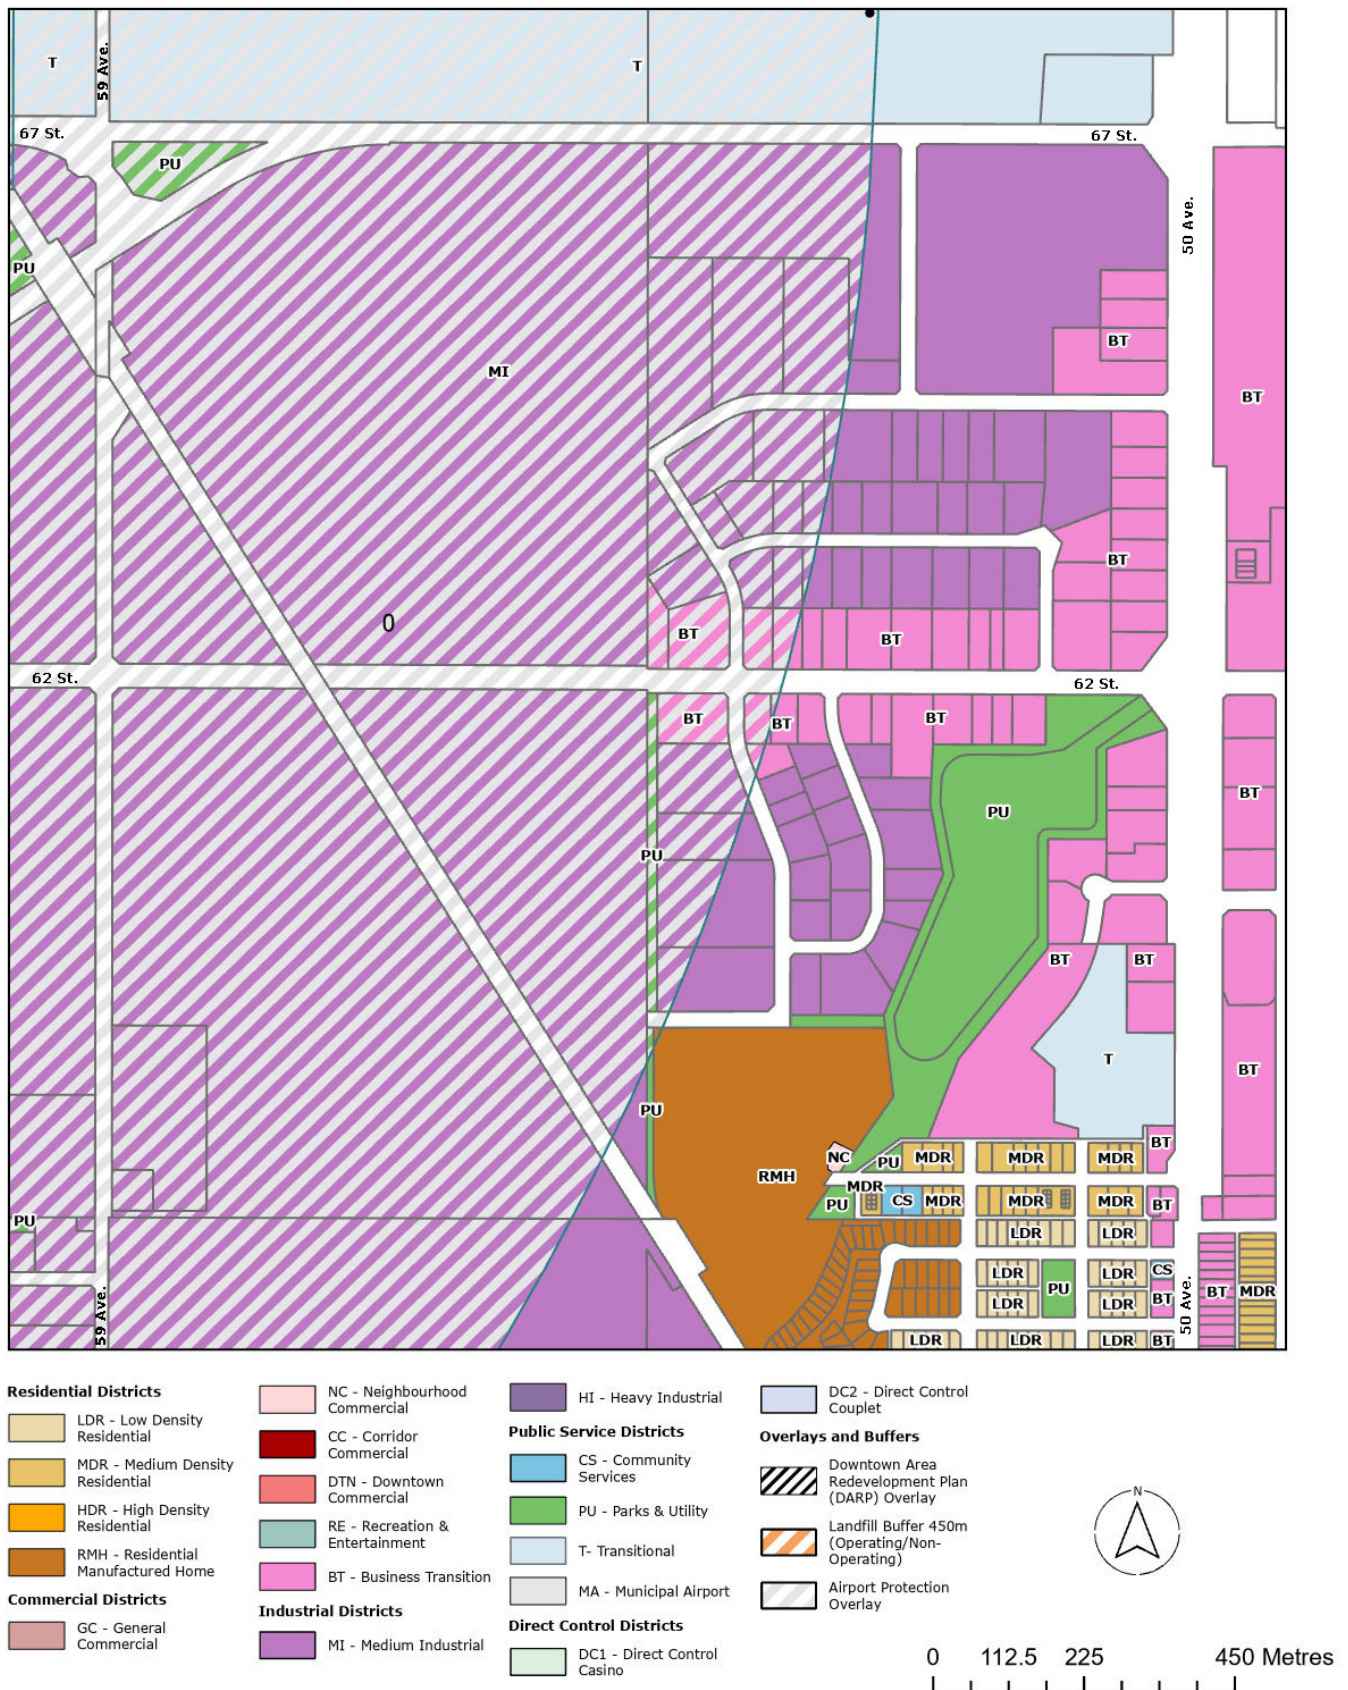 T
59 Ave.
T
67 St.
67 St.
PU
50 Ave.
PU
BT
MI
BT
BT
0
BT
BT
62 St.
62 St.
BT
BT
BT
BT
PU
PU
BT
BT
T
BT
PU
BT
NC
PU
MDR
MDR
MDR
RMH
MDR
PU
CS
MDR
MDR
MDR
BT
PU
LDR
LDR
LDR
LDR
CS
PU
59 Ave.
50 Ave.
BT
MDR
LDR
LDR
BT
LDR
LDR
LDR
BT
Residential Districts
LDR - Low Density
Residential
MDR - Medium Density
Residential
HDR - High Density
Residential
RMH - Residential
Manufactured Home
Commercial Districts
GC - General
Commercial
NC - Neighbourhood
Commercial
CC - Corridor
Commercial
DTN - Downtown
Commercial
RE - Recreation &
Entertainment
BT - Business Transition
Industrial Districts
MI - Medium Industrial
HI - Heavy Industrial
Public Service Districts
CS - Community
Services
PU - Parks & Utility
T- Transitional
MA - Municipal Airport
Direct Control Districts
DC1 - Direct Control
Casino
DC2 - Direct Control
Couplet
Overlays and Buffers
Downtown Area
Redevelopment Plan
(DARP) Overlay
Landfill Buffer 450m
(Operating/Non-
Operating)
Airport Protection
Overlay
N
0 112.5 225 450 Metres